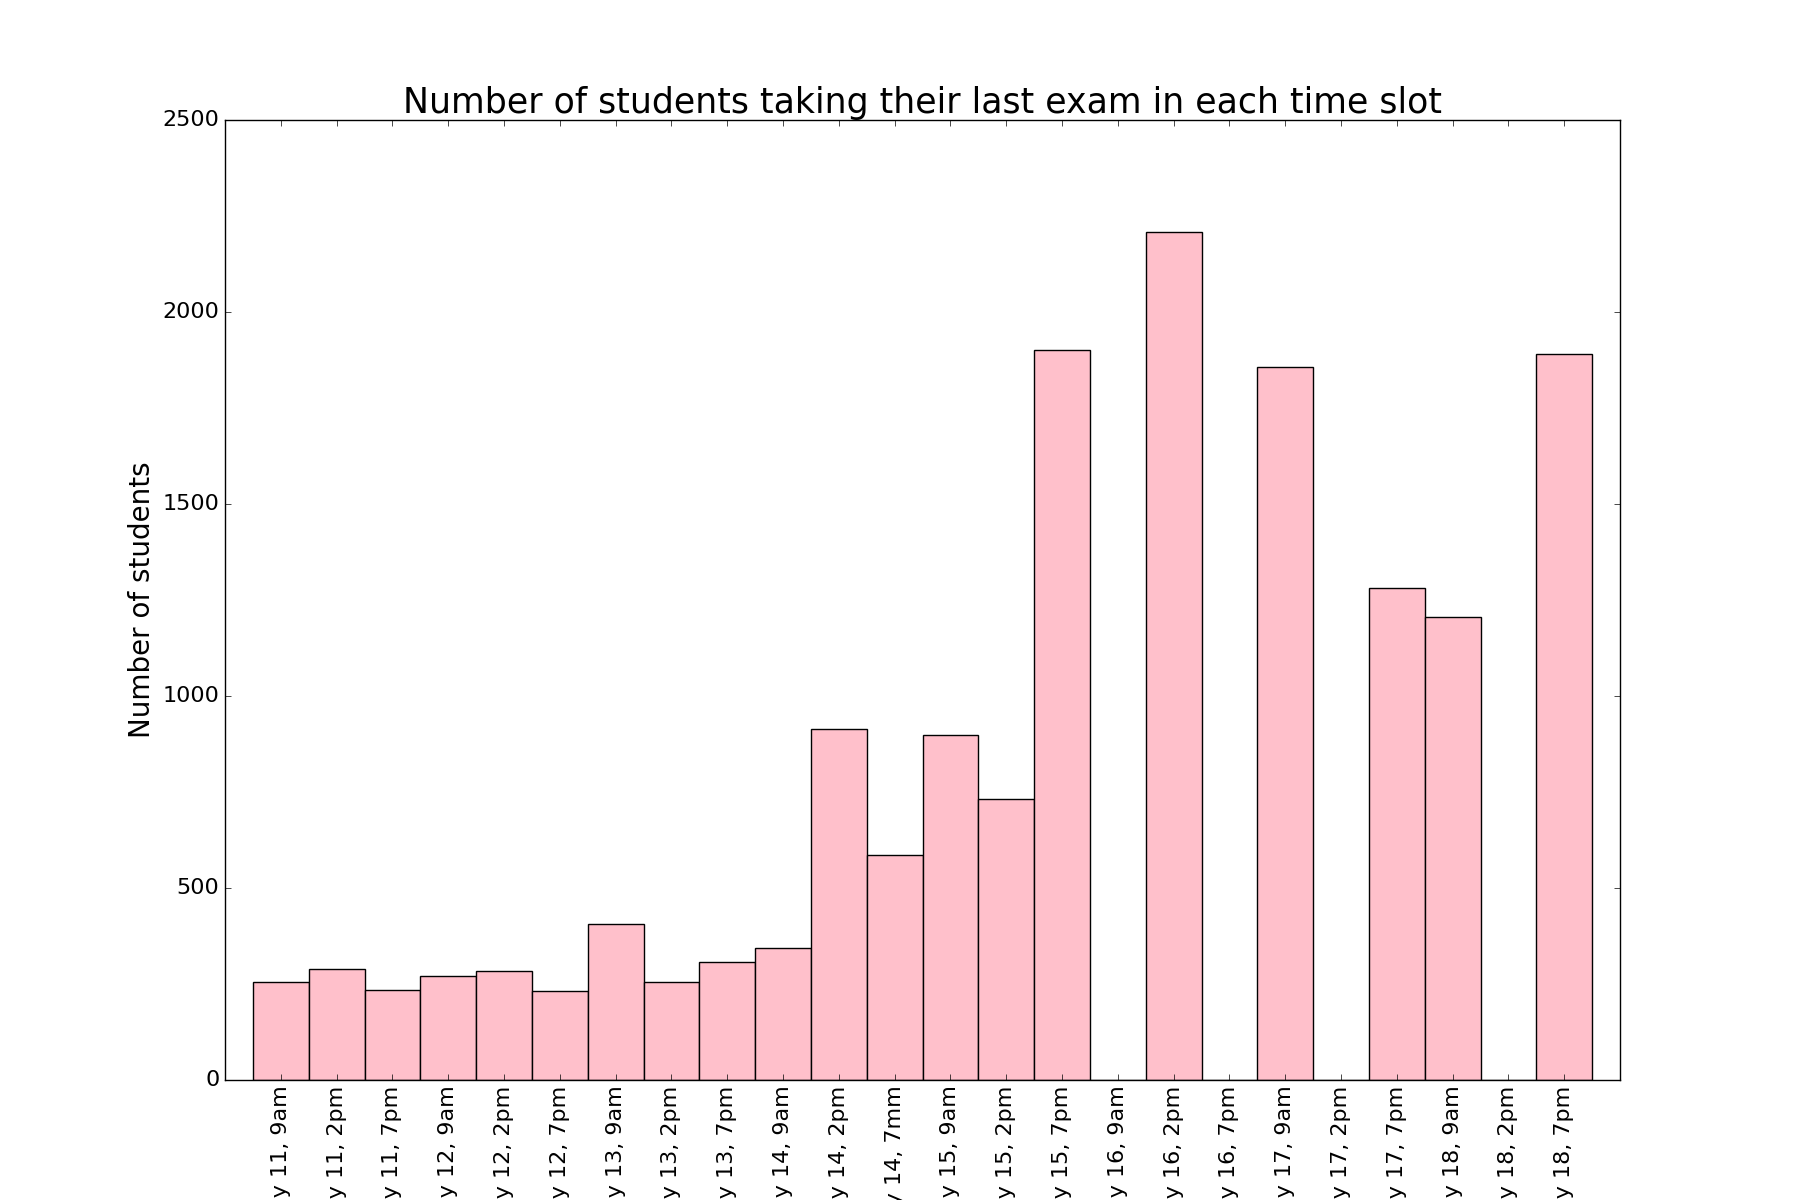 Number of students taking their last exam in each time slot
2500
2000
1500
1000
500
0
Number of students
y 11, 9am
y 11, 2pm
y 11, 7pm
y 12, 9am
y 12, 2pm
y 12, 7pm
y 13, 9am
y 13, 2pm
y 13, 7pm
y 14, 9am
y 14, 2pm
y 14, 7mm
y 15, 9am
y 15, 2pm
y 15, 7pm
y 16, 9am
y 16, 2pm
y 16, 7pm
y 17, 9am
y 17, 2pm
y 17, 7pm
y 18, 9am
y 18, 2pm
y 18, 7pm